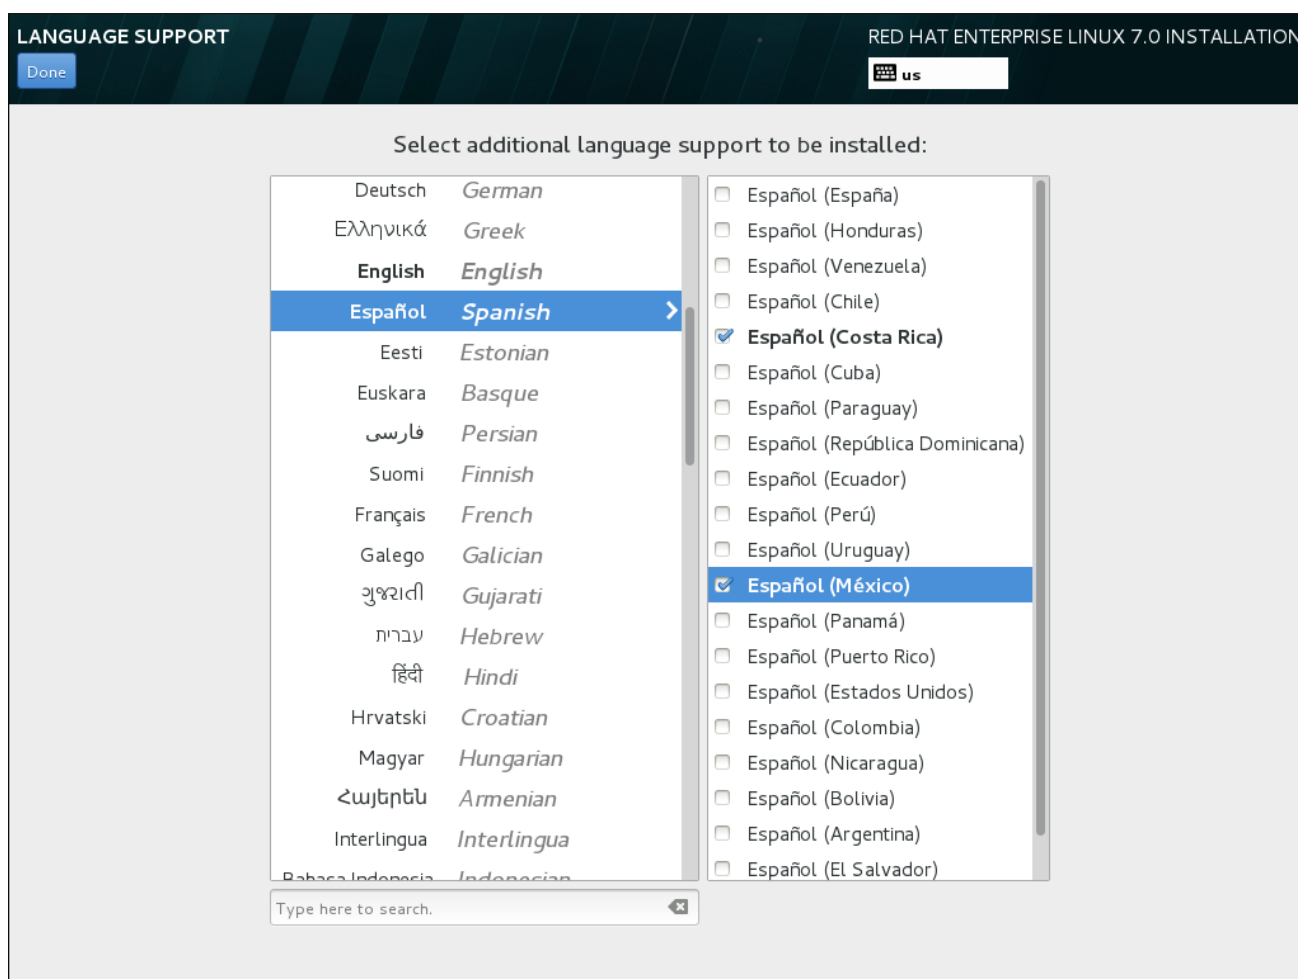 LANGUAGE SUPPORT
RED HAT ENTERPRISE LINUX 7.0 INSTALLATION
Done
us
Select additional language support to be installed:
Deutsch German
Ελληνικά Greek
English English
Español Spanish
Eesti Estonian
Euskara Basque
فارسی Persian
Suomi Finnish
Français French
Galego Galician
ગુજરાતી Gujarati
עברית Hebrew
हिंदी Hindi
Hrvatski Croatian
Magyar Hungarian
Հայերեն Armenian
Interlingua Interlingua
Bahasa Indonesia Indonesian
Español (España)
Español (Honduras)
Español (Venezuela)
Español (Chile)
Español (Costa Rica)
Español (Cuba)
Español (Paraguay)
Español (República Dominicana)
Español (Ecuador)
Español (Perú)
Español (Uruguay)
Español (México)
Español (Panamá)
Español (Puerto Rico)
Español (Estados Unidos)
Español (Colombia)
Español (Nicaragua)
Español (Bolivia)
Español (Argentina)
Español (El Salvador)
Type here to search.